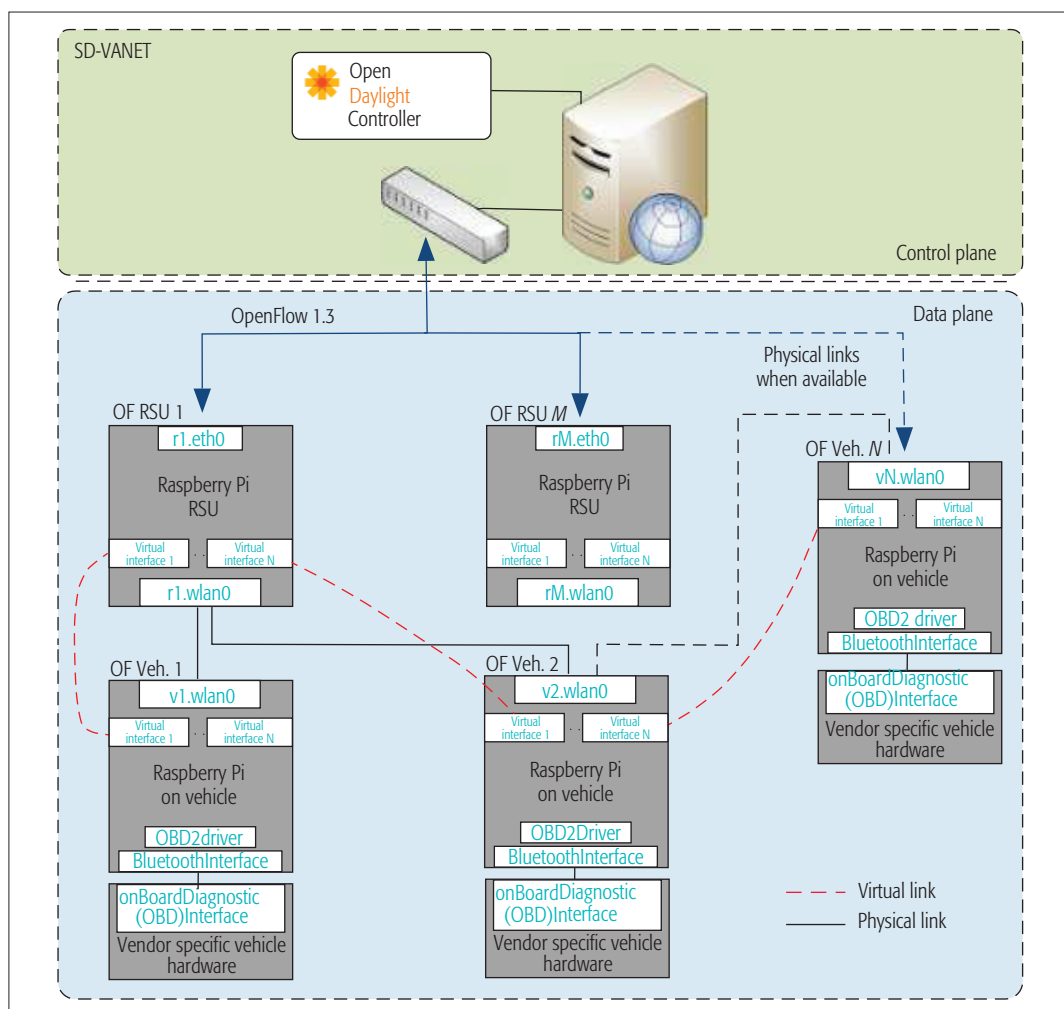 SD-VANET
Open
Daylight
Controller
Control plane
OpenFlow 1.3
Data plane
Physical links
when available
OF RSU 1
r1.eth0
Raspberry Pi
RSU
Virtual
interface 1
. .
Virtual
interface N
r1.wlan0
OF RSU M
rM.eth0
Raspberry Pi
RSU
Virtual
interface 1
. .
Virtual
interface N
rM.wlan0
OF Veh. N
vN.wlan0
Virtual
interface 1
. .
Virtual
interface N
Raspberry Pi
on vehicle
OBD2 driver
BluetoothInterface
onBoardDiagnostic
(OBD)Interface
Vendor specific vehicle
hardware
OF Veh. 1
v1.wlan0
Virtual
interface 1
. .
Virtual
interface N
Raspberry Pi
on vehicle
OBD2driver
BluetoothInterface
onBoardDiagnostic
(OBD)Interface
Vendor specific vehicle
hardware
OF Veh. 2
v2.wlan0
Virtual
interface 1
. .
Virtual
interface N
Raspberry Pi
on vehicle
OBD2Driver
BluetoothInterface
onBoardDiagnostic
(OBD)Interface
Vendor specific vehicle
hardware
Virtual link
Physical link